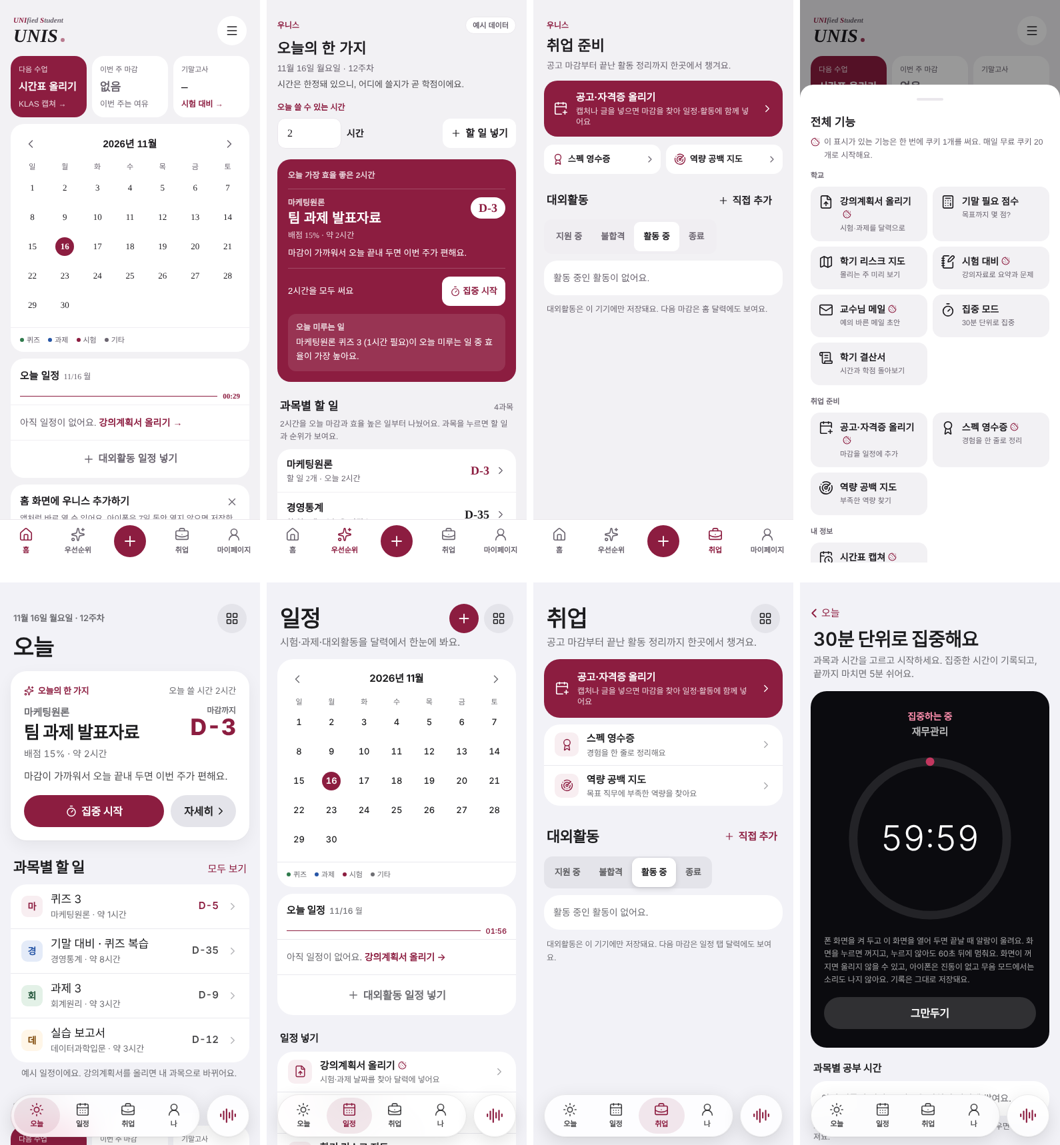 UNIfied Student
UNIS.
다음 수업
시간표 올리기
KLAS 캡쳐 →
이번 주 마감
없음
이번 주는 여유
기말고사
–
시험 대비 →
2026년 11월
일 월 화 수 목 금 토
1 2 3 4 5 6 7
8 9 10 11 12 13 14
15 16 17 18 19 20 21
22 23 24 25 26 27 28
29 30
퀴즈 과제 시험 기타
오늘 일정 11/16 월
00:29
아직 일정이 없어요. 강의계획서 올리기 →
+ 대외활동 일정 넣기
홈 화면에 우니스 추가하기
홈 우선순위 + 취업 마이페이지
우니스
예시 데이터
오늘의 한 가지
11월 16일 월요일 · 12주차
시간은 한정돼 있으니, 어디에 쓸지가 곧 학점이에요.
오늘 쓸 수 있는 시간
2 시간
+ 할 일 넣기
오늘 가장 효율 좋은 2시간
마케팅원론
팀 과제 발표자료
D-3
배점 15% · 약 2시간
마감이 가까워서 오늘 끝내 두면 이번 주가 편해요.
2시간을 모두 써요
집중 시작
오늘 미루는 일
마케팅원론 퀴즈 3 (1시간 필요)이 오늘 미루는 일 중 효
율이 가장 높아요.
과목별 할 일
4과목
2시간을 오늘 마감과 효율 높은 일부터 나눴어요. 과목을 누르면 할 일
과 순위가 보여요.
마케팅원론
할 일 2개 · 오늘 2시간
D-3
경영통계
D-35
홈 우선순위 + 취업 마이페이지
우니스
취업 준비
공고 마감부터 끝난 활동 정리까지 한곳에서 챙겨요.
공고·자격증 올리기
캡처나 글을 넣으면 마감을 찾아 일정·활동에 함께 넣
어요
스펙 영수증
역량 공백 지도
대외활동
+ 직접 추가
지원 중 불합격 활동 중 종료
활동 중인 활동이 없어요.
대외활동은 이 기기에만 저장돼요. 다음 마감은 홈 달력에도 보여요.
홈 우선순위 + 취업 마이페이지
UNIfied Student
UNIS.
다음 수업
이번 주 마감
기말고사
전체 기능
이 표시가 있는 기능은 한 번에 쿠키 1개를 써요. 매일 무료 쿠키 20
개로 시작해요.
학교
강의계획서 올리기
시험·과제를 달력으로
기말 필요 점수
목표까지 몇 점?
학기 리스크 지도
몰리는 주 미리 보기
시험 대비
강의자료로 요약과 문제
교수님 메일
예의 바른 메일 초안
집중 모드
30분 단위로 집중
학기 결산서
시간과 학점 돌아보기
취업 준비
공고·자격증 올리기
마감을 일정에 추가
스펙 영수증
경험을 한 줄로 정리
역량 공백 지도
부족한 역량 찾기
내 정보
시간표 캡쳐
11월 16일 월요일 · 12주차
오늘
오늘의 한 가지
오늘 쓸 시간 2시간
마케팅원론
팀 과제 발표자료
마감까지
D-3
배점 15% · 약 2시간
마감이 가까워서 오늘 끝내 두면 이번 주가 편해요.
집중 시작
자세히
과목별 할 일
모두 보기
마 퀴즈 3
마케팅원론 · 약 1시간
D-5
경 기말 대비 · 퀴즈 복습
경영통계 · 약 8시간
D-35
회 과제 3
회계원리 · 약 3시간
D-9
데 실습 보고서
데이터과학입문 · 약 3시간
D-12
예시 일정이에요. 강의계획서를 올리면 내 과목으로 바뀌어요.
오늘 일정 취업 나
일정
시험·과제·대외활동을 달력에서 한눈에 봐요.
2026년 11월
일 월 화 수 목 금 토
1 2 3 4 5 6 7
8 9 10 11 12 13 14
15 16 17 18 19 20 21
22 23 24 25 26 27 28
29 30
퀴즈 과제 시험 기타
오늘 일정 11/16 월
01:56
아직 일정이 없어요. 강의계획서 올리기 →
+ 대외활동 일정 넣기
일정 넣기
강의계획서 올리기
시험·과제 날짜를 찾아 달력에 넣어요
오늘 일정 취업 나
취업
공고 마감부터 끝난 활동 정리까지 한곳에서 챙겨요.
공고·자격증 올리기
캡처나 글을 넣으면 마감을 찾아 일정·활동에 함께 넣
어요
스펙 영수증
경험을 한 줄로 정리해요
역량 공백 지도
목표 직무에 부족한 역량을 찾아요
대외활동
+ 직접 추가
지원 중 불합격 활동 중 종료
활동 중인 활동이 없어요.
대외활동은 이 기기에만 저장돼요. 다음 마감은 일정 탭 달력에도 보여
요.
오늘 일정 취업 나
오늘
30분 단위로 집중해요
과목과 시간을 고르고 시작하세요. 집중한 시간이 기록되고,
끝까지 마치면 5분 쉬어요.
집중하는 중
재무관리
59:59
폰 화면을 켜 두고 이 화면을 열어 두면 끝날 때 알람이 울려요. 화
면을 누르면 꺼지고, 누르지 않아도 60초 뒤에 멈춰요. 화면이 꺼
지면 울리지 않을 수 있고, 아이폰은 진동이 없고 무음 모드에서는
소리도 나지 않아요. 기록은 그대로 저장돼요.
그만두기
과목별 공부 시간
오늘 일정 취업 나